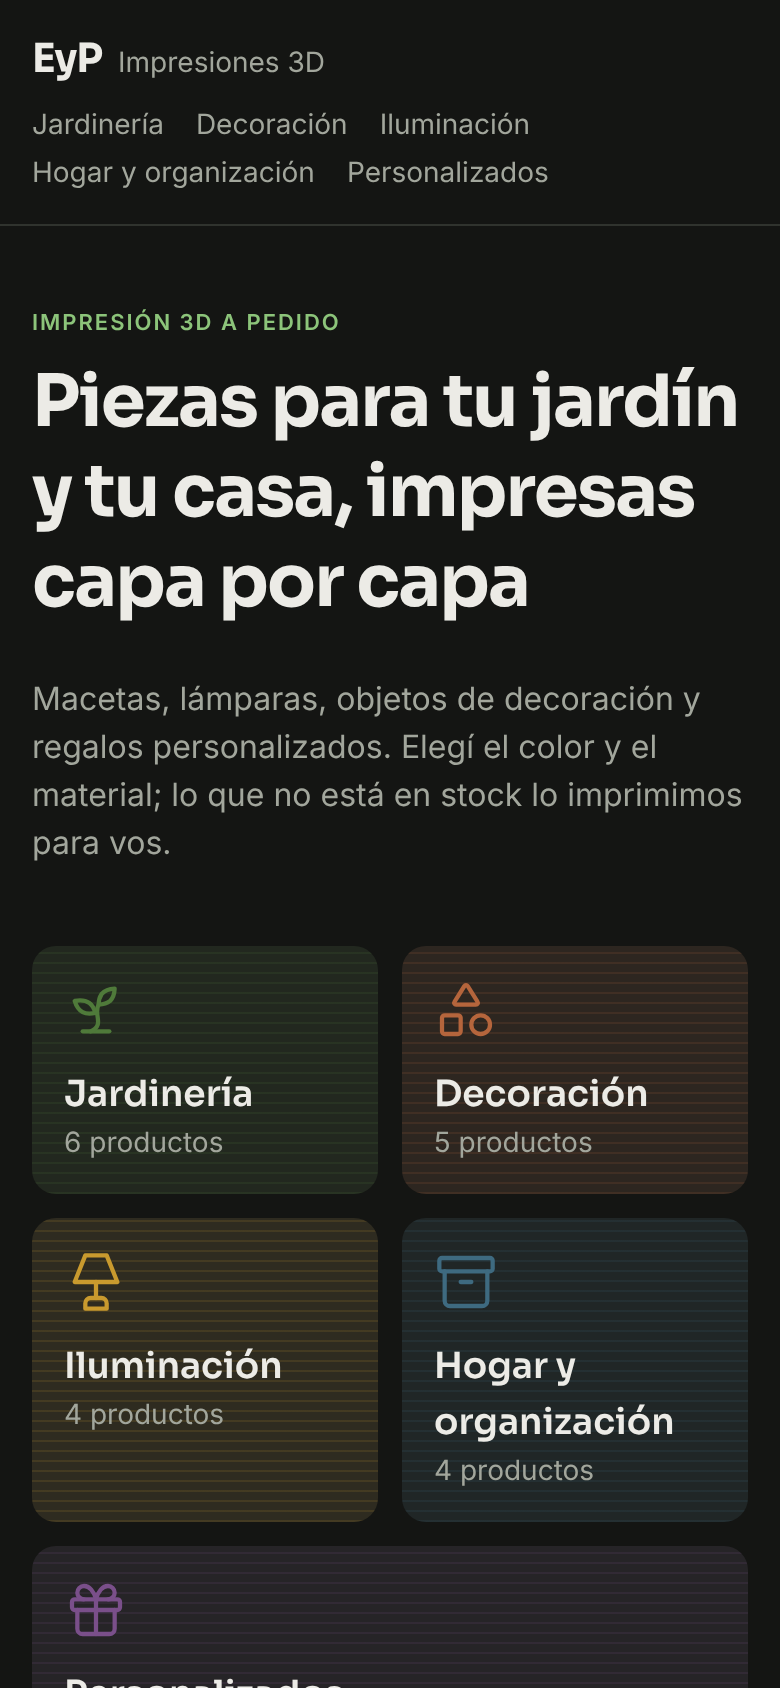 EyP Impresiones 3D
Jardinería Decoración Iluminación
Hogar y organización Personalizados
IMPRESIÓN 3D A PEDIDO
Piezas para tu jardín
y tu casa, impresas
capa por capa
Macetas, lámparas, objetos de decoración y
regalos personalizados. Elegí el color y el
material; lo que no está en stock lo imprimimos
para vos.
Jardinería
6 productos
Decoración
5 productos
Iluminación
4 productos
Hogar y
organización
4 productos
Personalizados